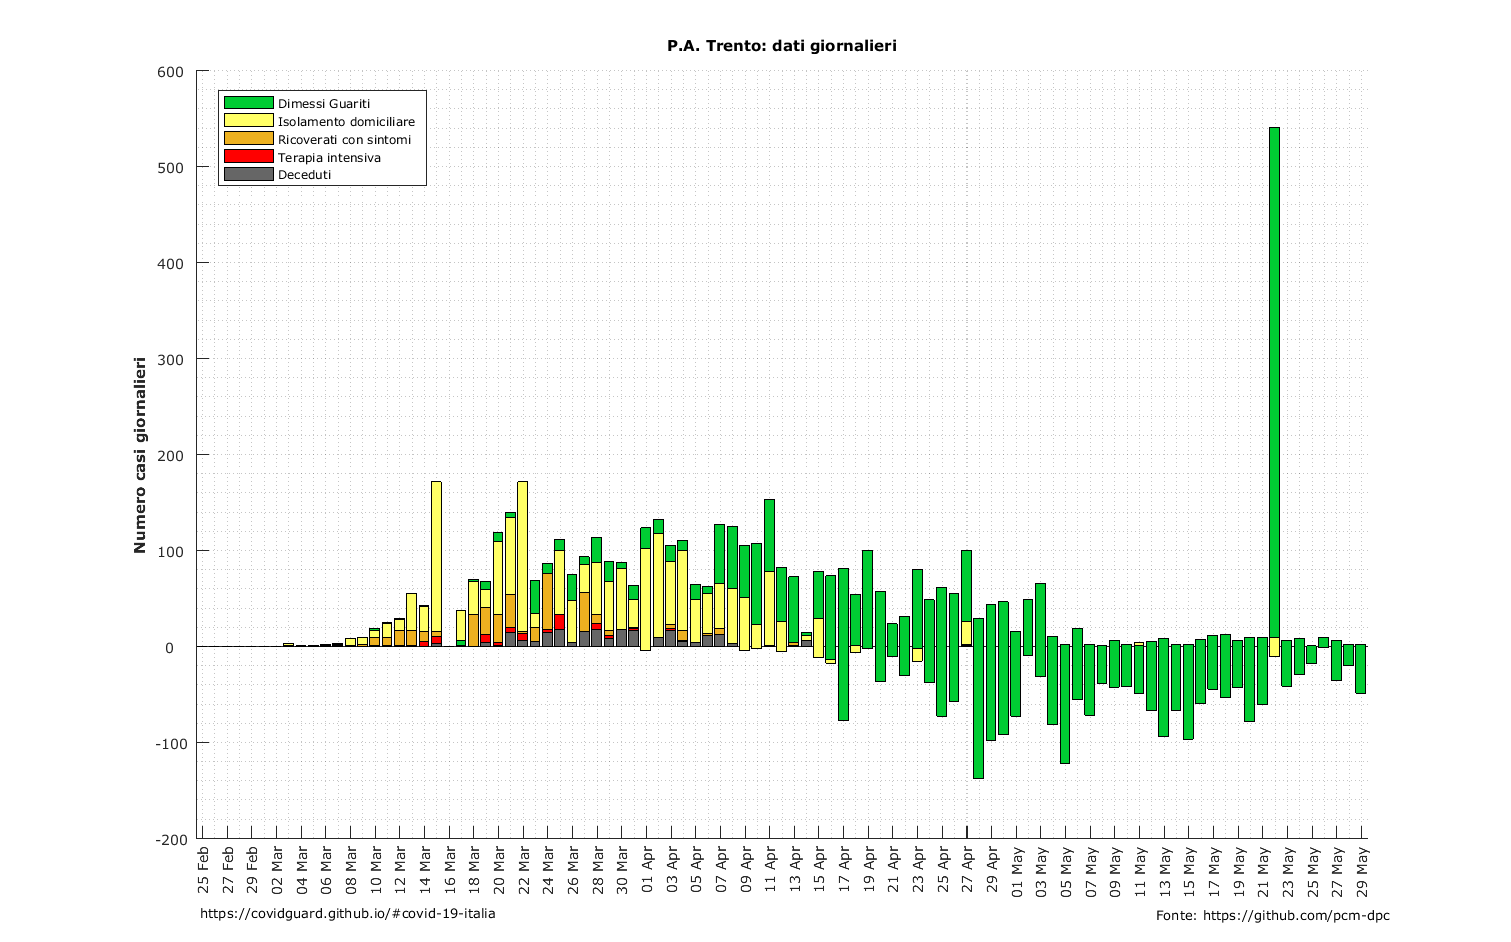 P.A. Trento: dati giornalieri
600
500
400
300
200
100
0
-100
-200
Numero casi giornalieri
Dimessi Guariti
Isolamento domiciliare
Ricoverati con sintomi
Terapia intensiva
Deceduti
25 Feb
27 Feb
29 Feb
02 Mar
04 Mar
06 Mar
08 Mar
10 Mar
12 Mar
14 Mar
16 Mar
18 Mar
20 Mar
22 Mar
24 Mar
26 Mar
28 Mar
30 Mar
01 Apr
03 Apr
05 Apr
07 Apr
09 Apr
11 Apr
13 Apr
15 Apr
17 Apr
19 Apr
21 Apr
23 Apr
25 Apr
27 Apr
29 Apr
01 May
03 May
05 May
07 May
09 May
11 May
13 May
15 May
17 May
19 May
21 May
23 May
25 May
27 May
29 May
https://covidguard.github.io/#covid-19-italia
Fonte: https://github.com/pcm-dpc